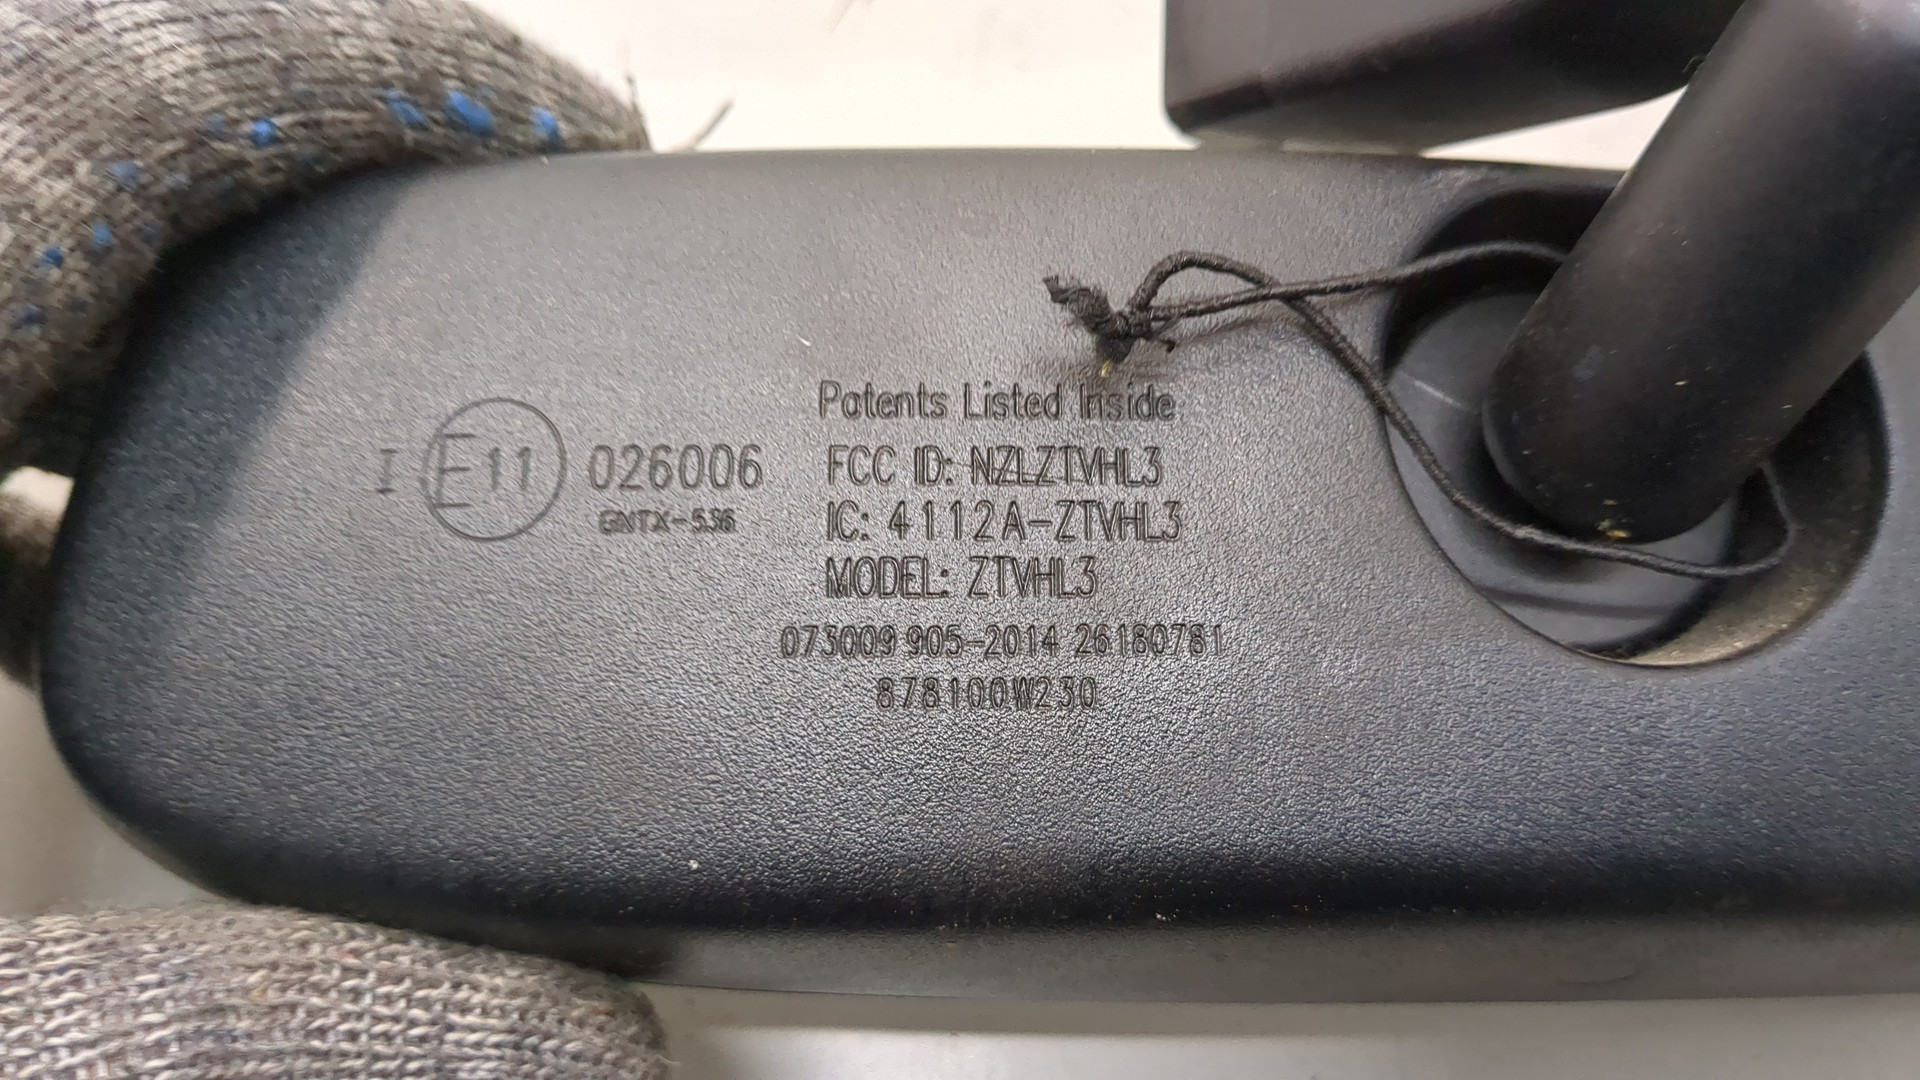 Patents Listed Inside
I E11 026006
GNTX-536
FCC ID: NZLZTVHL3
IC: 4112A-ZTVHL3
MODEL: ZTVHL3
073009 905-2014 26180781
878100W230